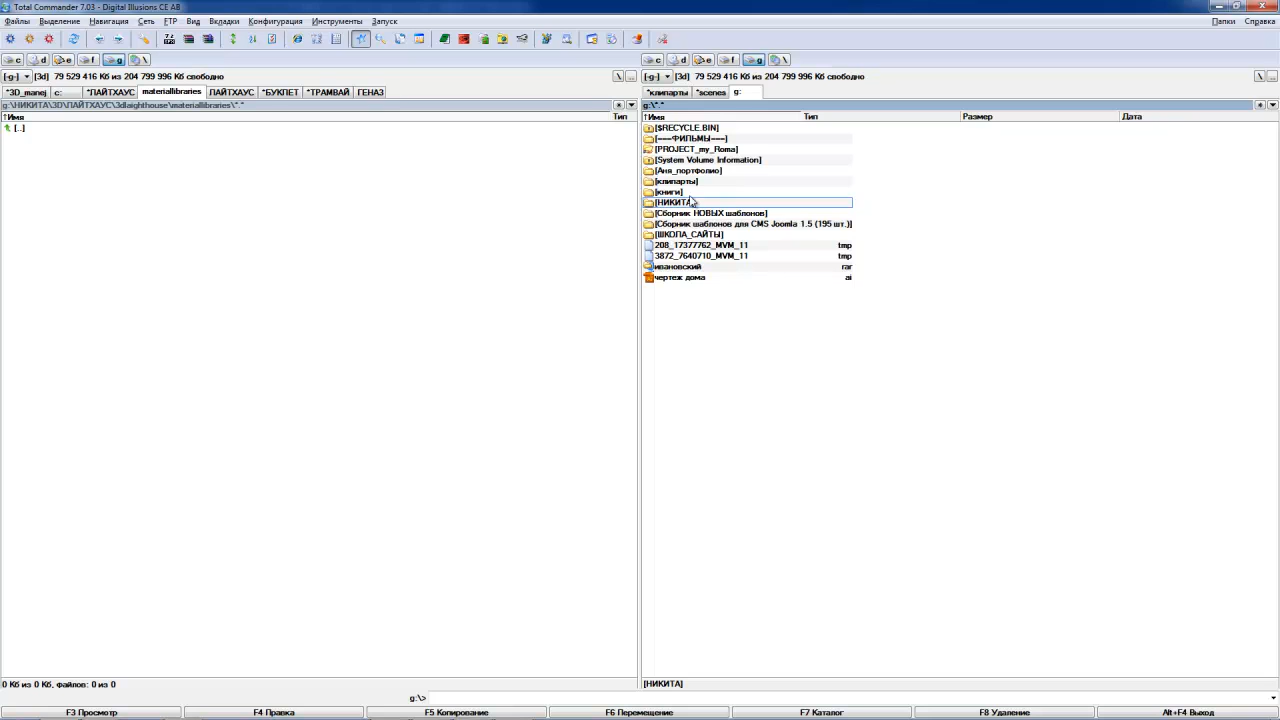 Total Commander 7.03 - Digital Illusions CE AB
Файлы Выделение Навигация Сеть FTP Вид Вкладки Конфигурация Инструменты Запуск Папки Справка
c d e f g \ c d e f g \
[-g-] [3d] 79 529 416 Кб из 204 799 996 Кб свободно \ .. [-g-] [3d] 79 529 416 Кб из 204 799 996 Кб свободно \ ..
*3D_manej c: *ЛАЙТХАУС materiallibraries ЛАЙТХАУС *БУКПЕТ *ТРАМВАЙ ГЕНАЗ *клипарты *scenes g:
g:\НИКИТА\3D\ЛАЙТХАУС\3dlaighthouse\materiallibraries\*.* g:\*.*
↑Имя Тип ↑Имя Тип Размер Дата
[..]
[$RECYCLE.BIN]
[---ФИЛЬМЫ---]
[PROJECT_my_Roma]
[System Volume Information]
[Аня_портфолио]
[клипарты]
[книги]
[НИКИТА]
[Сборник НОВЫХ шаблонов]
[Сборник шаблонов для CMS Joomla 1.5 (195 шт.)]
[ШКОЛА_САЙТЫ]
208_17377762_MVM_11 tmp
3872_7640710_MVM_11 tmp
ивановский rar
чертеж дома ai
0 Кб из 0 Кб, файлов: 0 из 0 [НИКИТА]
g:\>
F3 Просмотр F4 Правка F5 Копирование F6 Перемещение F7 Каталог F8 Удаление Alt+F4 Выход